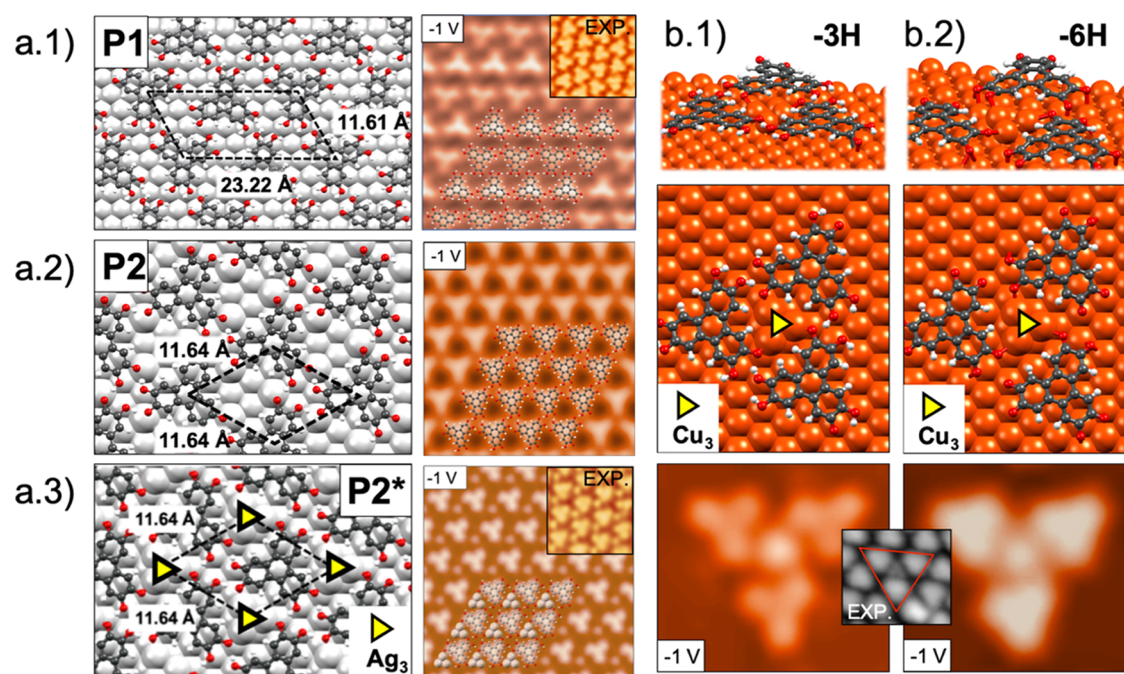 a.1)
P1
11.61 Å
23.22 Å
-1 V
EXP.
a.2)
P2
11.64 Å
11.64 Å
-1 V
a.3)
P2*
11.64 Å
11.64 Å
Ag3
-1 V
EXP.
b.1)
-3H
Cu3
-1 V
EXP.
b.2)
-6H
Cu3
-1 V